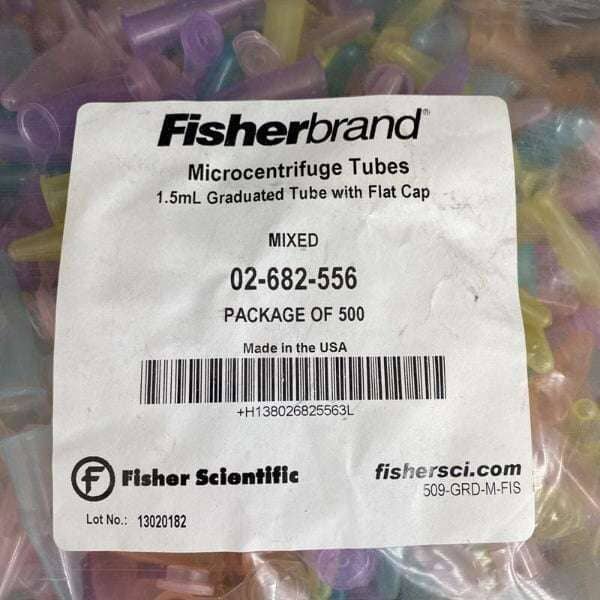 Fisherbrand®
Microcentrifuge Tubes
1.5mL Graduated Tube with Flat Cap
MIXED
02-682-556
PACKAGE OF 500
Made in the USA
+H138026825563L
F Fisher Scientific
fishersci.com
509-GRD-M-FIS
Lot No.: 13020182